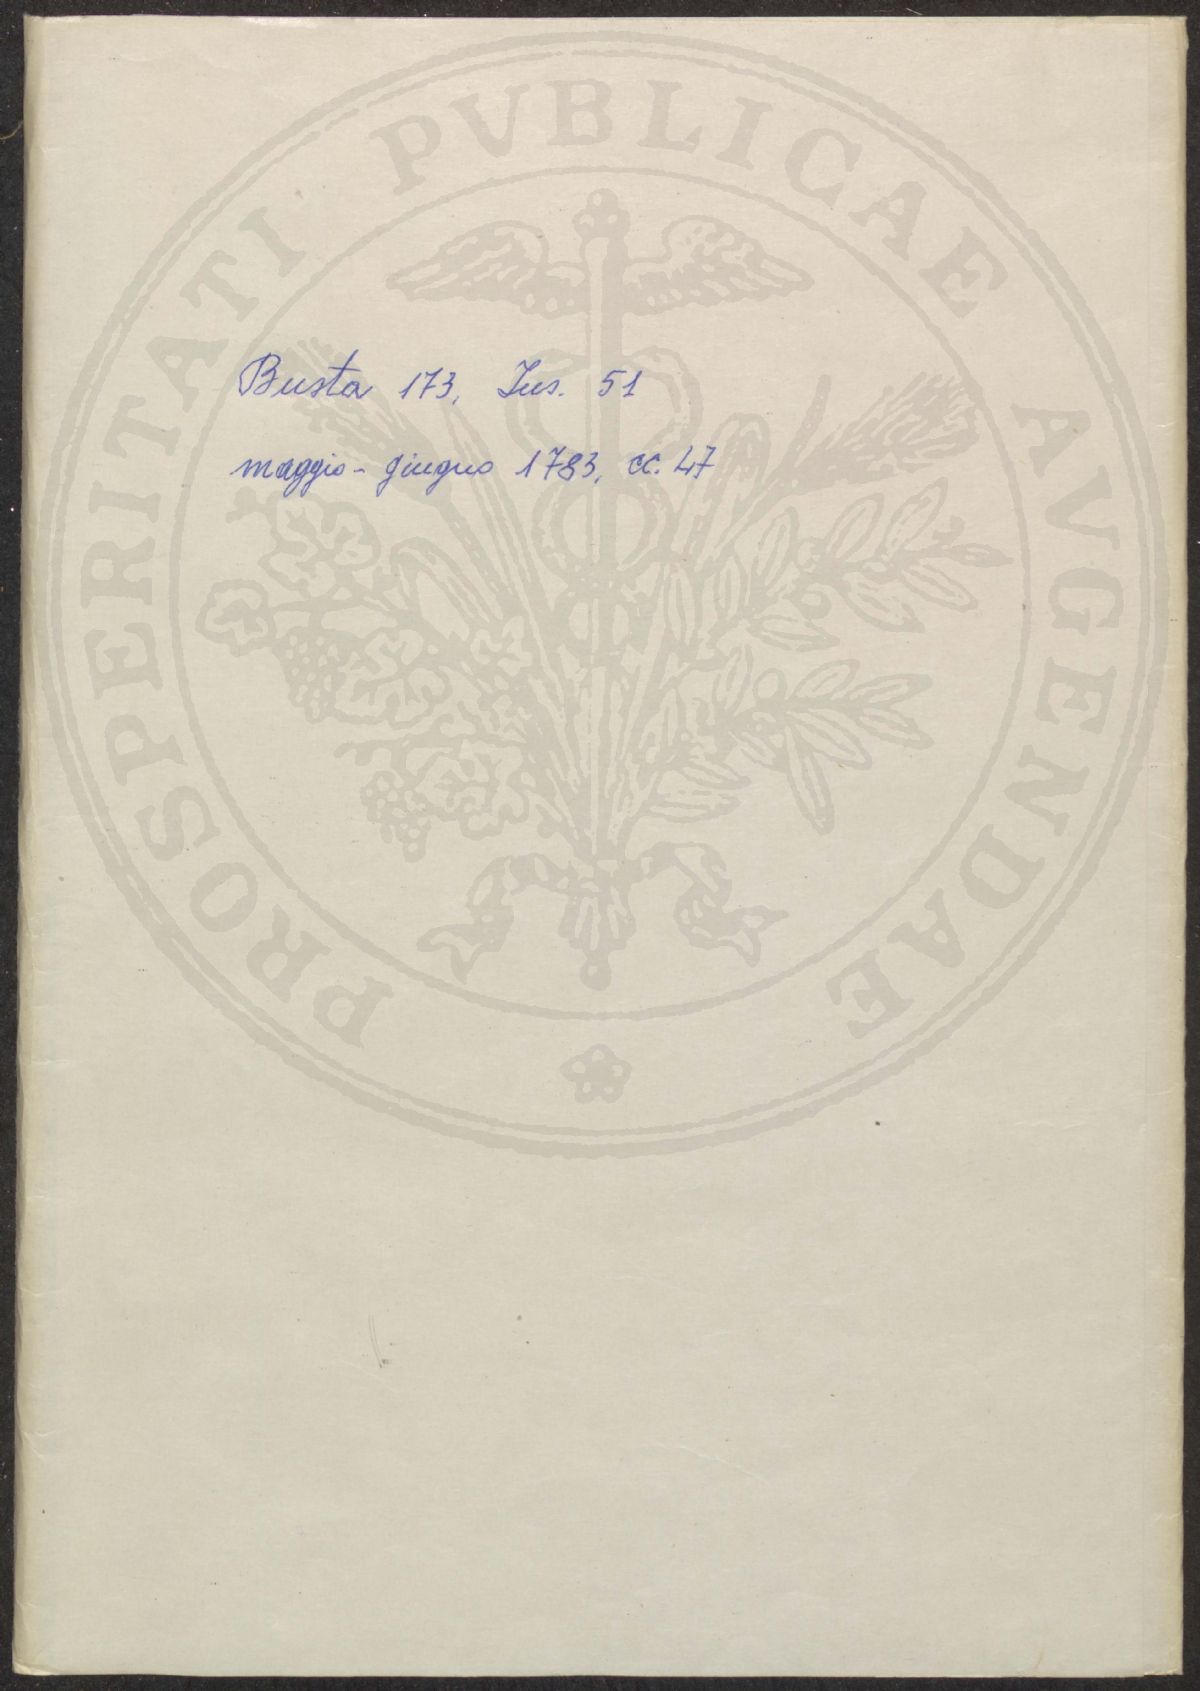 PROSPERITATI PVBLICAE AVGENDAE
Busta 173, Ins. 51
maggio - giugno 1783, cc. 47